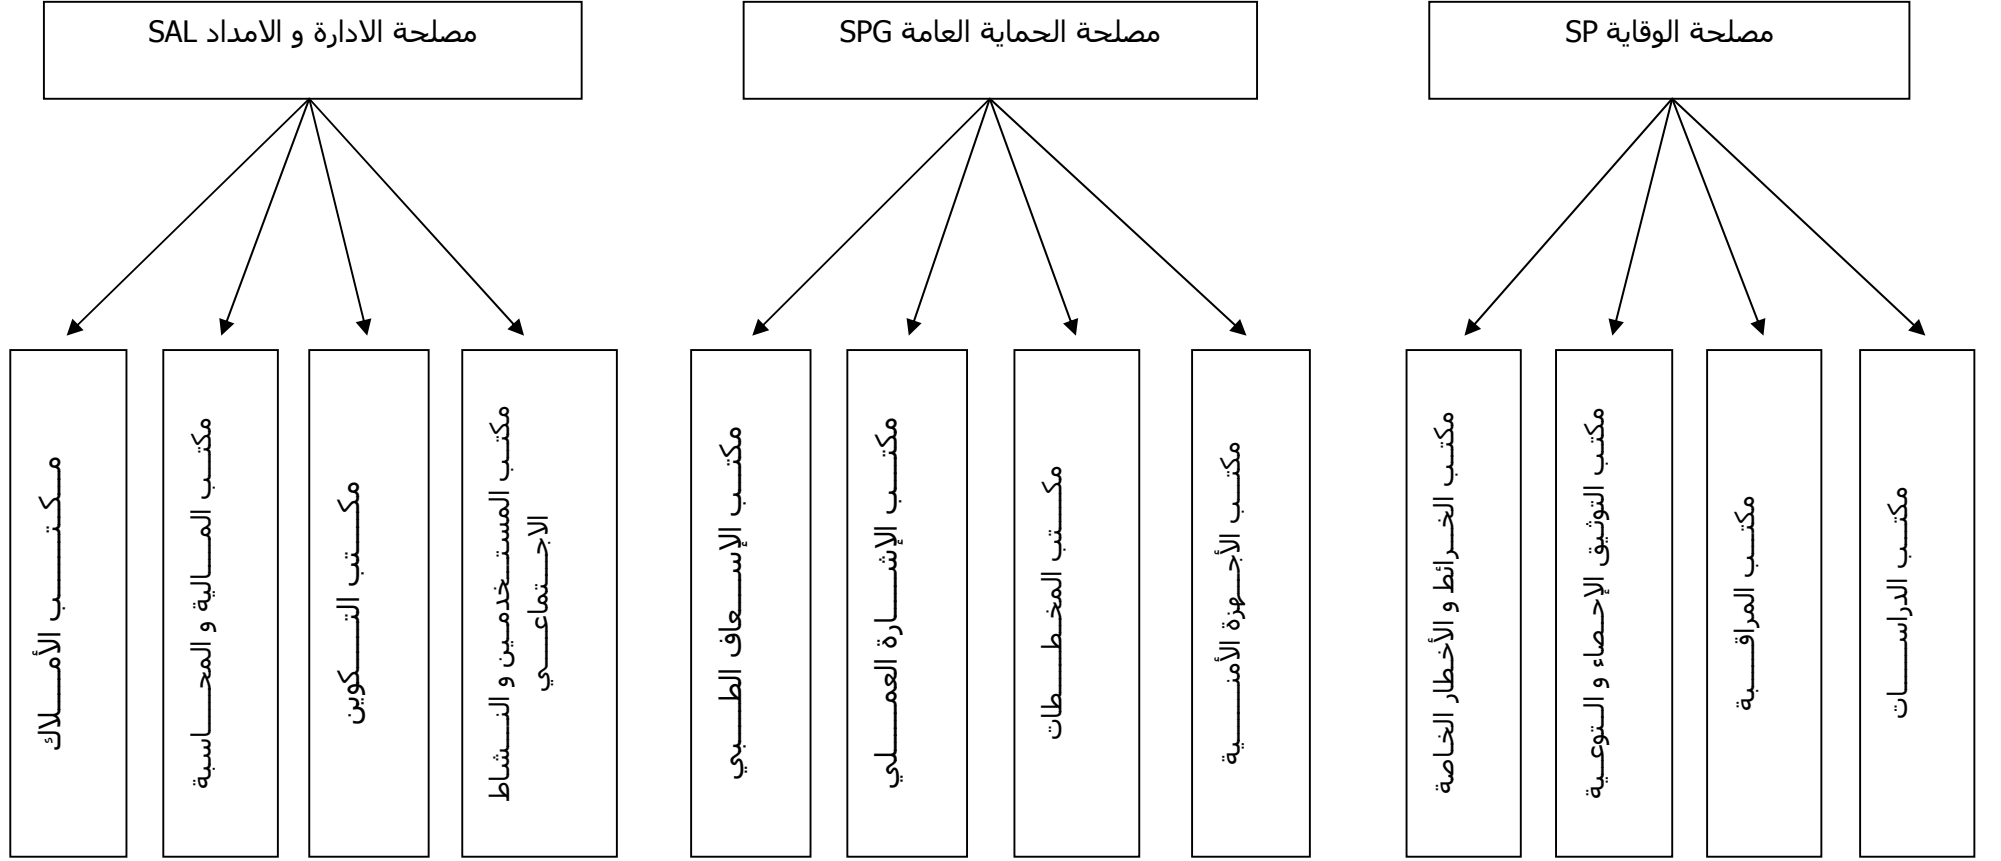 مصلحة الوقاية SP
مصلحة الحماية العامة SPG
مصلحة الادارة و الامداد SAL
مكتب الدراسات
مكتب المراقبة
مكتب التوثيق الإحصاء و التوعية
مكتب الخرائط و الأخطار الخاصة
مكتب الأجهزة الأمنية
مكتب المخططات
مكتب الإشارة العملي
مكتب الإسعاف الطبي
مكتب المستخدمين و النشاط
الاجتماعي
مكتب التكوين
مكتب المالية و المحاسبة
مكتب الأملاك